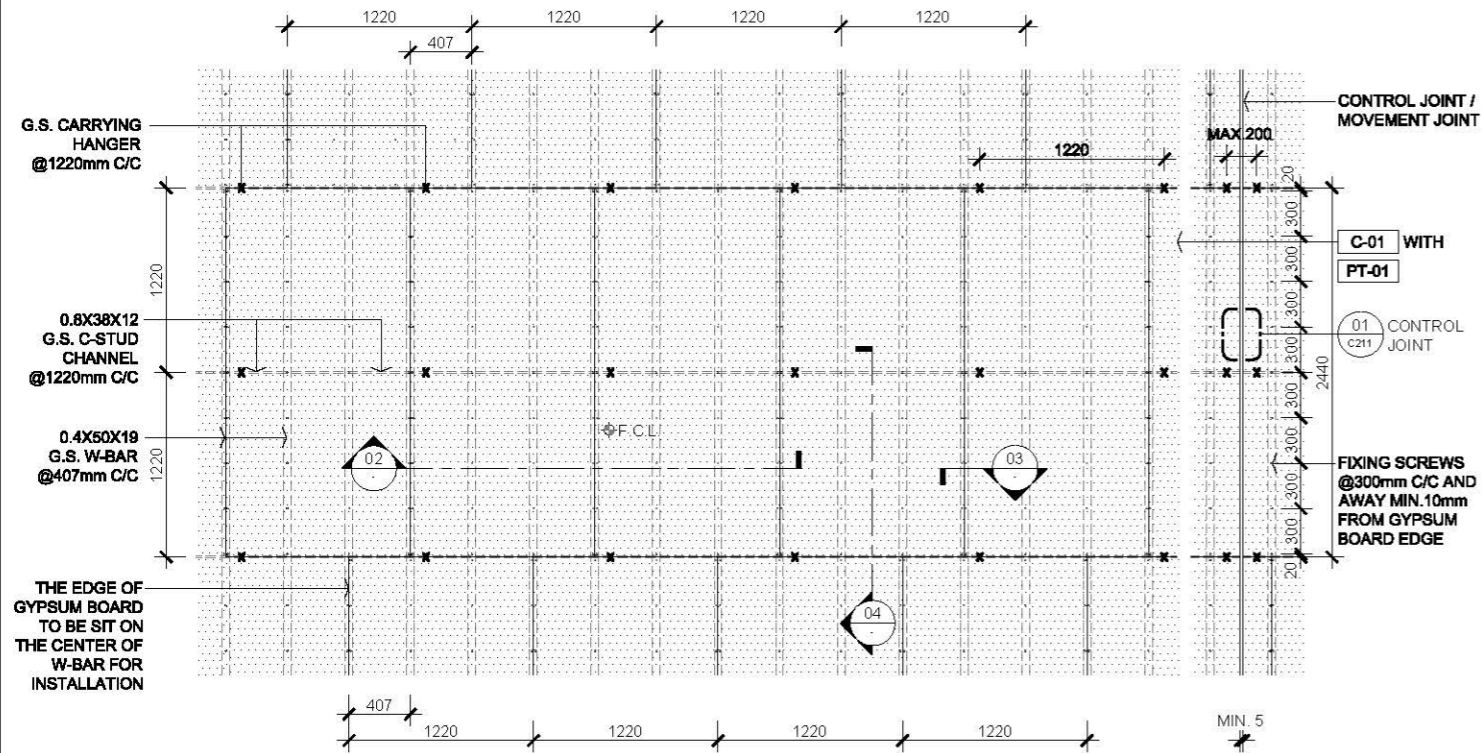 1220
1220
1220
1220
407
G.S. CARRYING
HANGER
@1220mm C/C
CONTROL JOINT /
MOVEMENT JOINT
MAX 200
1220
20
300
300
300
300
300
300
300
300
20
2440
C-01 WITH
PT-01
01
C211
CONTROL
JOINT
1220
0.8X38X12
G.S. C-STUD
CHANNEL
@1220mm C/C
0.4X50X19
G.S. W-BAR
@407mm C/C
1220
F.C.L
02
-
03
-
FIXING SCREWS
@300mm C/C AND
AWAY MIN.10mm
FROM GYPSUM
BOARD EDGE
THE EDGE OF
GYPSUM BOARD
TO BE SIT ON
THE CENTER OF
W-BAR FOR
INSTALLATION
04
-
407
1220
1220
1220
1220
MIN. 5